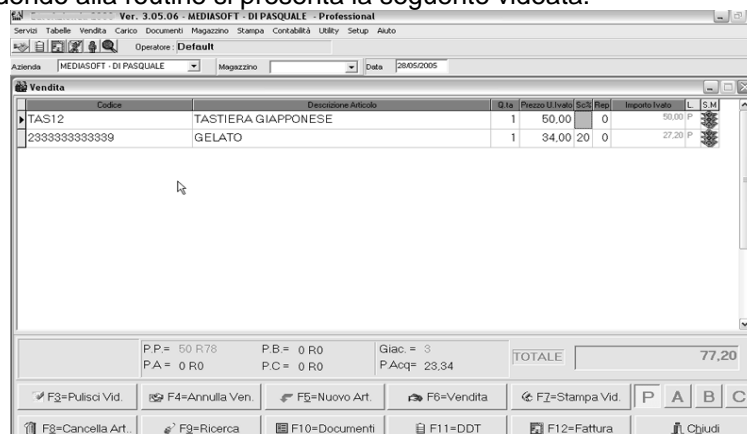 dendo alla routine si presenta la seguente videata:
Ver. 3.05.06 - MEDIASOFT - DI PASQUALE - Professional
Servizi Tabelle Vendita Carico Documenti Magazzino Stampa Contabilità Utility Setup Aiuto
Operatore : Default
Azienda MEDIASOFT - DI PASQUALE Magazzino Data 28/05/2005
Vendita
Codice Descrizione Articolo Q.ta Prezzo U.Ivato Sc% Rep Importo Ivato L. S.M
TAS12 TASTIERA GIAPPONESE 1 50,00 0 50,00 P
2333333333339 GELATO 1 34,00 20 0 27,20 P
P.P.= 50 R78 P.B.= 0 R0 Giac. = 3
P.A = 0 R0 P.C = 0 R0 P.Acq= 23,34
TOTALE 77,20
F3=Pulisci Vid. F4=Annulla Ven. F5=Nuovo Art. F6=Vendita F7=Stampa Vid. P A B C
F8=Cancella Art.. F9=Ricerca F10=Documenti F11=DDT F12=Fattura Chiudi